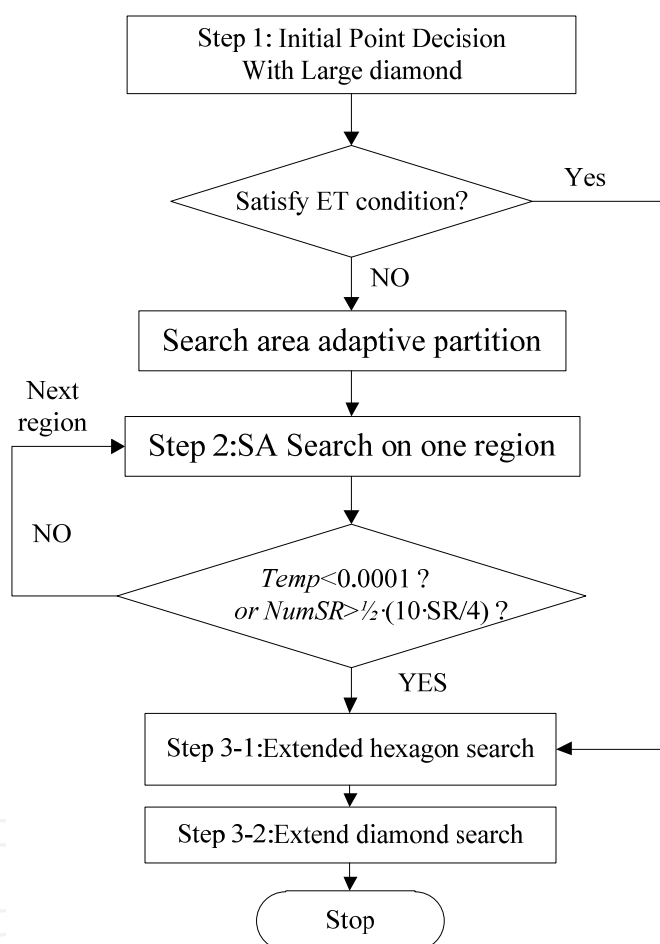 Step 1: Initial Point Decision
With Large diamond
Satisfy ET condition?
Yes
NO
Search area adaptive partition
Next
region
Step 2:SA Search on one region
NO
Temp<0.0001 ?
or NumSR>½·(10·SR/4) ?
YES
Step 3-1:Extended hexagon search
Step 3-2:Extend diamond search
Stop